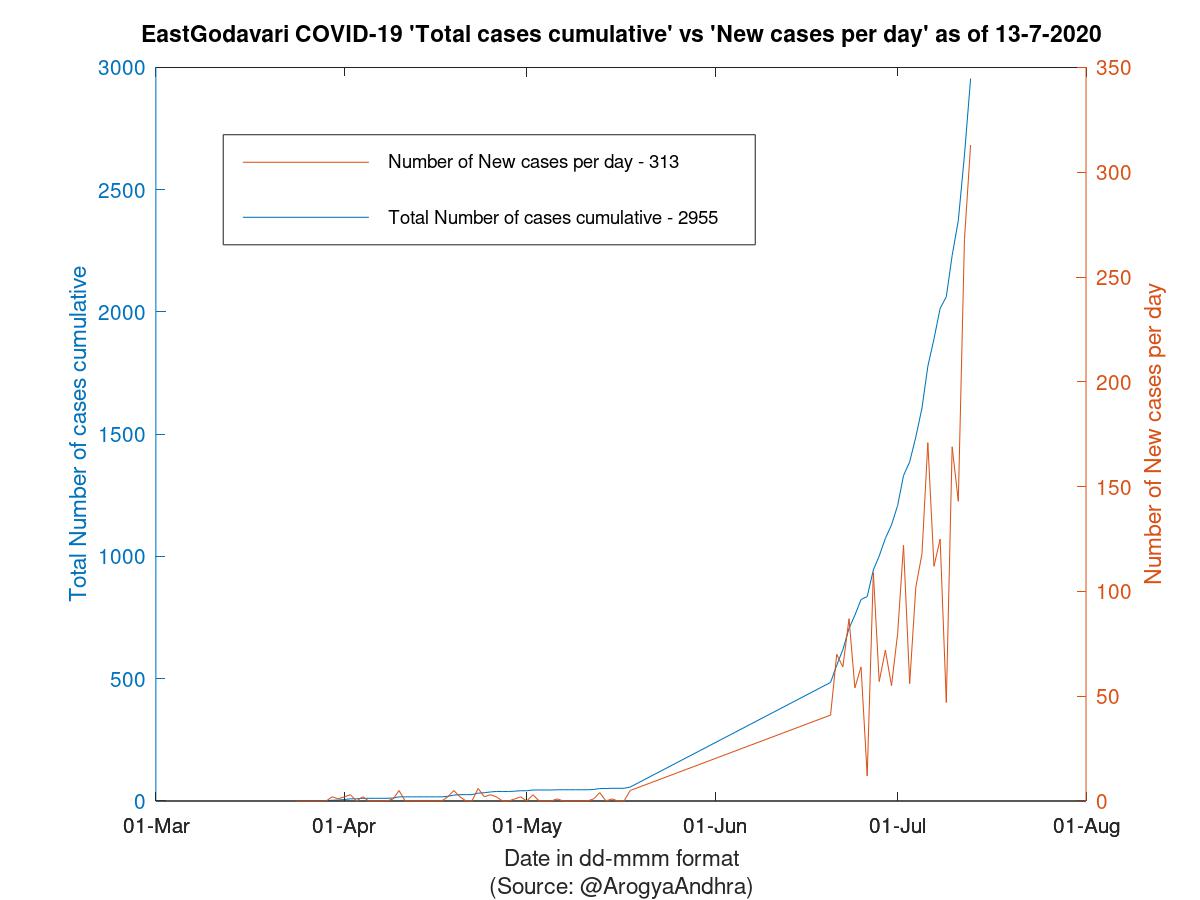 EastGodavari COVID-19 'Total cases cumulative' vs 'New cases per day' as of 13-7-2020
3000
2500
2000
1500
1000
500
0
Total Number of cases cumulative
Number of New cases per day - 313
Total Number of cases cumulative - 2955
350
300
250
200
150
100
50
0
Number of New cases per day
01-Mar 01-Apr 01-May 01-Jun 01-Jul 01-Aug
Date in dd-mmm format
(Source: @ArogyaAndhra)